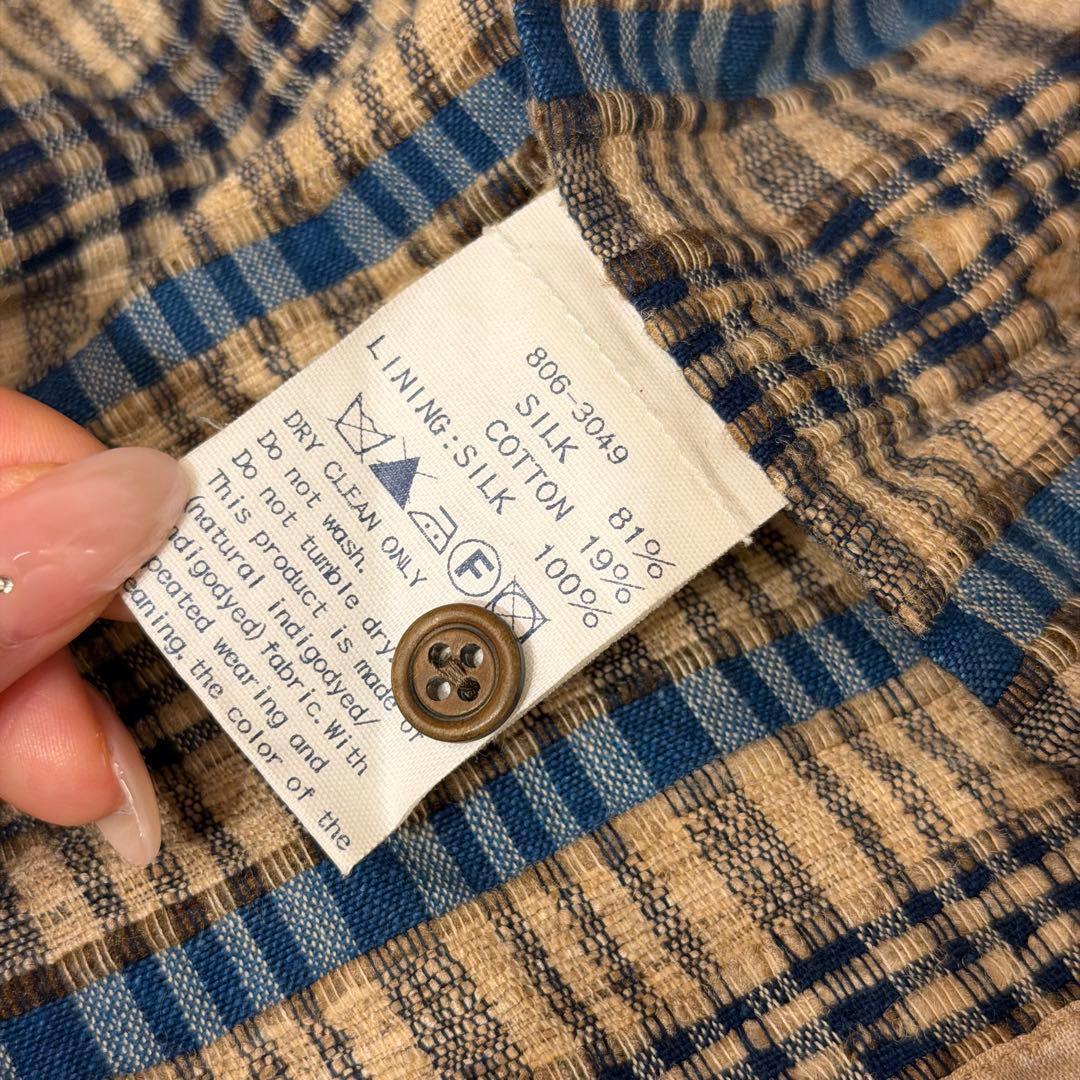 806-3049
SILK 81%
COTTON 19%
LINING:SILK 100%
F
DRY CLEAN ONLY
Do not wash.
Do not tumble dry.
This product is made of
(natural indigodyed/
indigodyed) fabric. With
repeated wearing and
cleaning, the color of the